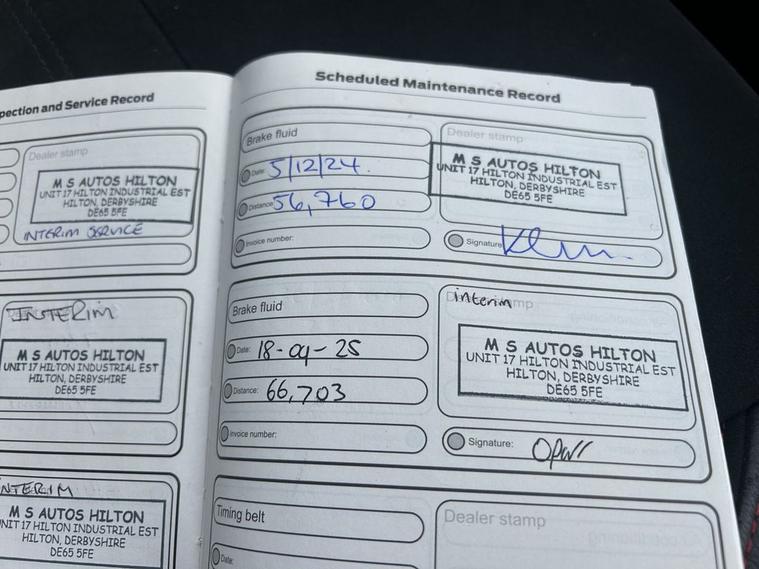 pection and Service Record
Dealer stamp
M S AUTOS HILTON
UNIT 17 HILTON INDUSTRIAL EST
HILTON, DERBYSHIRE
DE65 5FE
INTERIM SERVICE
INTERIM
M S AUTOS HILTON
UNIT 17 HILTON INDUSTRIAL EST
HILTON, DERBYSHIRE
DE65 5FE
NTERIM
M S AUTOS HILTON
NIT 17 HILTON INDUSTRIAL EST
HILTON, DERBYSHIRE
DE65 5FE
Scheduled Maintenance Record
Brake fluid
Date: 5/12/24.
Distance: 56,760
Invoice number:
Dealer stamp
M S AUTOS HILTON
UNIT 17 HILTON INDUSTRIAL EST
HILTON, DERBYSHIRE
DE65 5FE
Signature:
Brake fluid
Date: 18-09-25
Distance: 66,703
Invoice number:
interim
M S AUTOS HILTON
UNIT 17 HILTON INDUSTRIAL EST
HILTON, DERBYSHIRE
DE65 5FE
Signature:
Timing belt
Date:
Dealer stamp